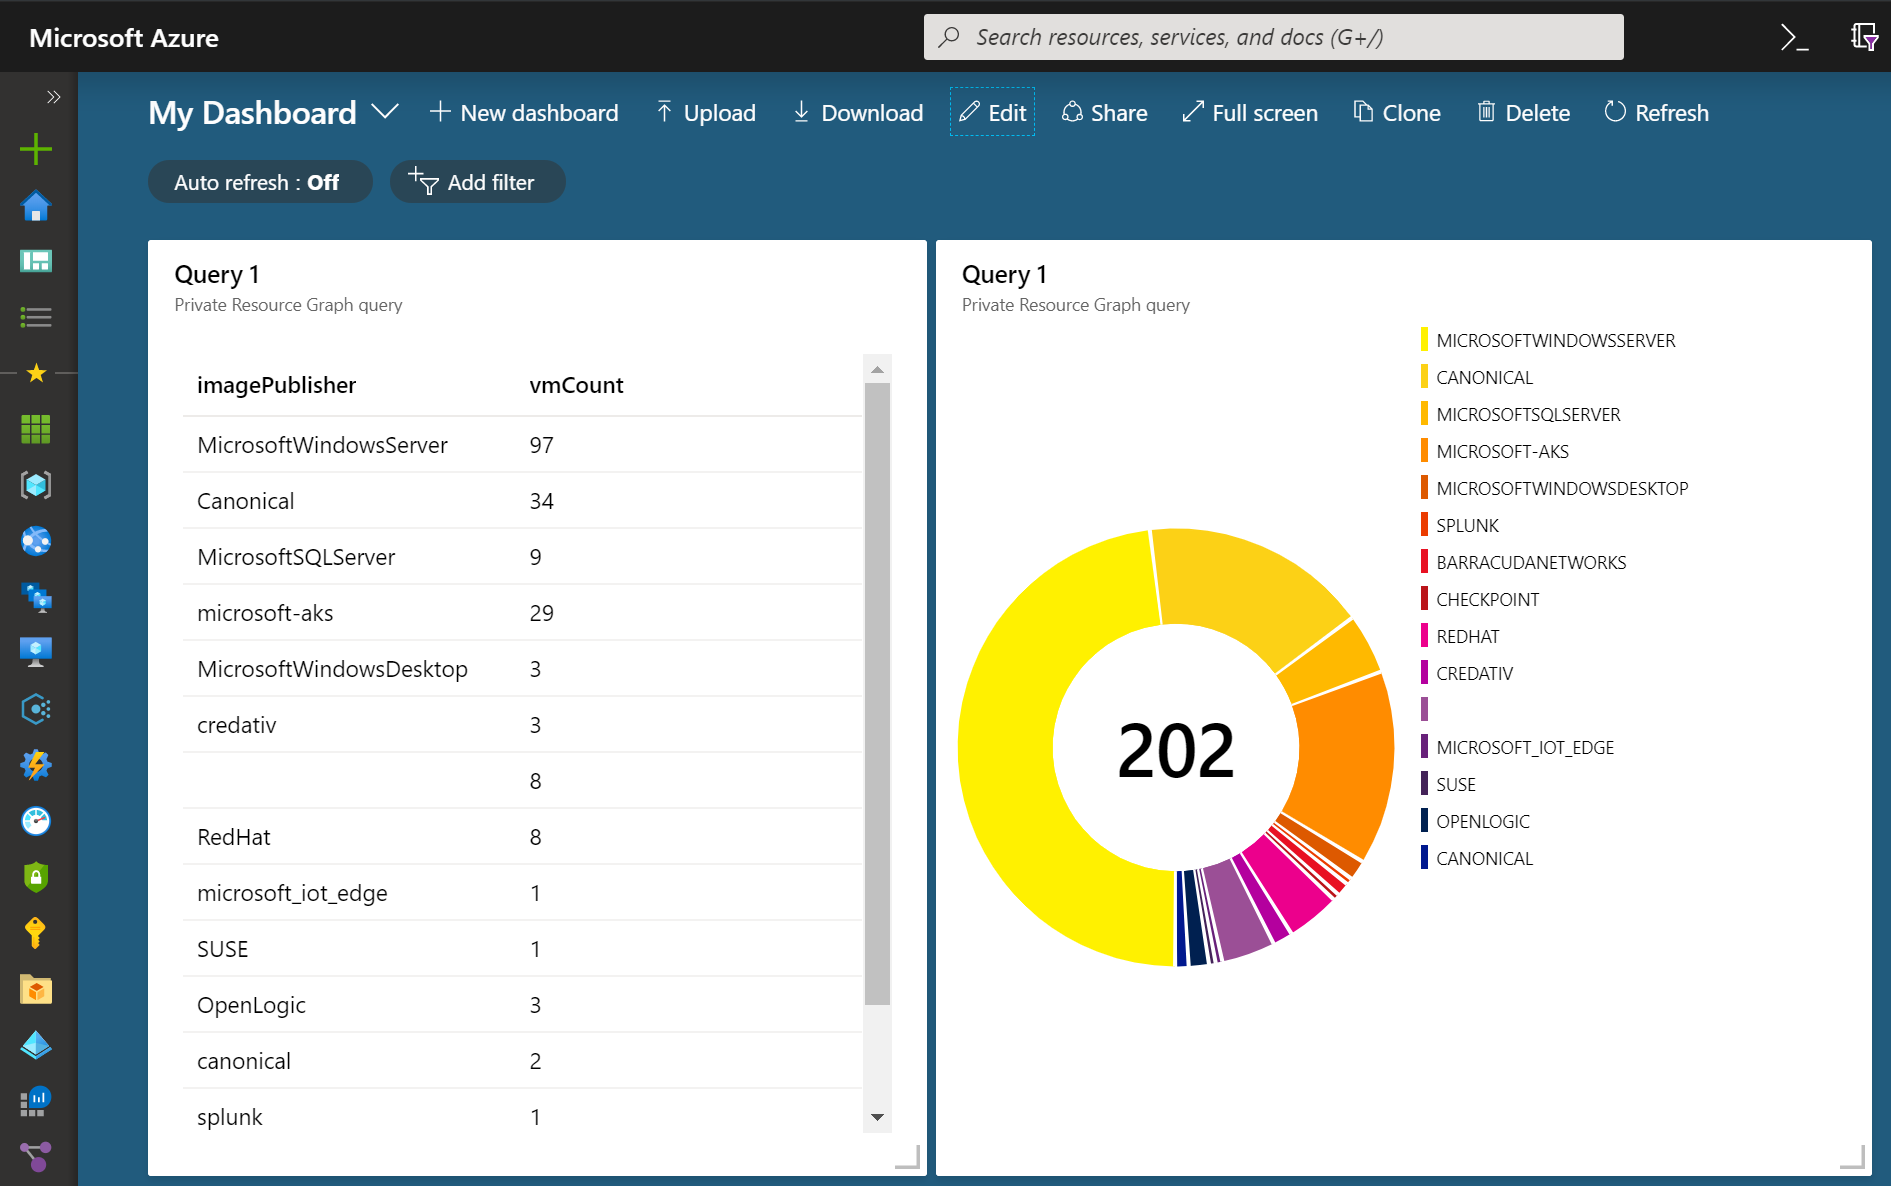 Microsoft Azure
Search resources, services, and docs (G+/)
My Dashboard
New dashboard
Upload
Download
Edit
Share
Full screen
Clone
Delete
Refresh
Auto refresh : Off
Add filter
Query 1
Private Resource Graph query
imagePublisher vmCount
MicrosoftWindowsServer 97
Canonical 34
MicrosoftSQLServer 9
microsoft-aks 29
MicrosoftWindowsDesktop 3
credativ 3
8
RedHat 8
microsoft_iot_edge 1
SUSE 1
OpenLogic 3
canonical 2
splunk 1
Query 1
Private Resource Graph query
202
MICROSOFTWINDOWSSERVER
CANONICAL
MICROSOFTSQLSERVER
MICROSOFT-AKS
MICROSOFTWINDOWSDESKTOP
SPLUNK
BARRACUDANETWORKS
CHECKPOINT
REDHAT
CREDATIV
MICROSOFT_IOT_EDGE
SUSE
OPENLOGIC
CANONICAL